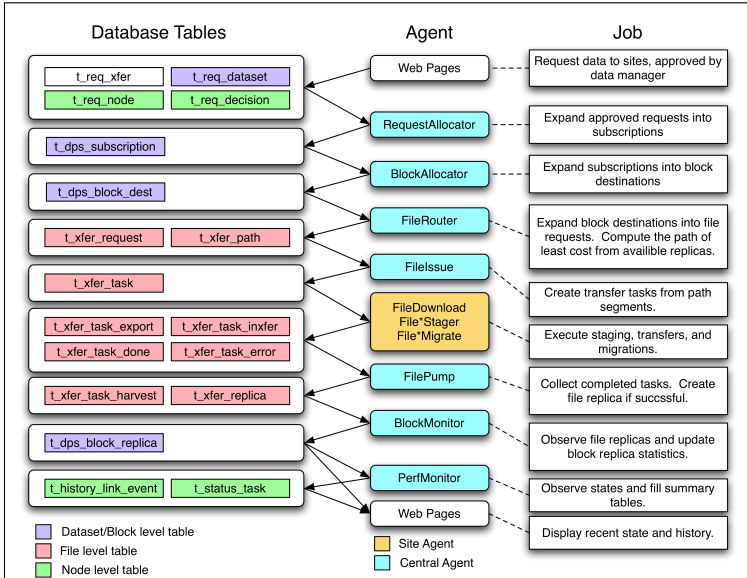 Database Tables
Agent
Job
t_req_xfer
t_req_dataset
t_req_node
t_req_decision
Web Pages
Request data to sites, approved by
data manager
RequestAllocator
Expand approved requests into
subscriptions
t_dps_subscription
BlockAllocator
Expand subscriptions into block
destinations
t_dps_block_dest
FileRouter
Expand block destinations into file
requests. Compute the path of
least cost from availible replicas.
t_xfer_request
t_xfer_path
FileIssue
Create transfer tasks from path
segments.
t_xfer_task
FileDownload
File*Stager
File*Migrate
Execute staging, transfers, and
migrations.
t_xfer_task_export
t_xfer_task_inxfer
t_xfer_task_done
t_xfer_task_error
FilePump
Collect completed tasks. Create
file replica if succssful.
t_xfer_task_harvest
t_xfer_replica
BlockMonitor
Observe file replicas and update
block replica statistics.
t_dps_block_replica
PerfMonitor
Observe states and fill summary
tables.
t_history_link_event
t_status_task
Web Pages
Display recent state and history.
Dataset/Block level table
File level table
Node level table
Site Agent
Central Agent